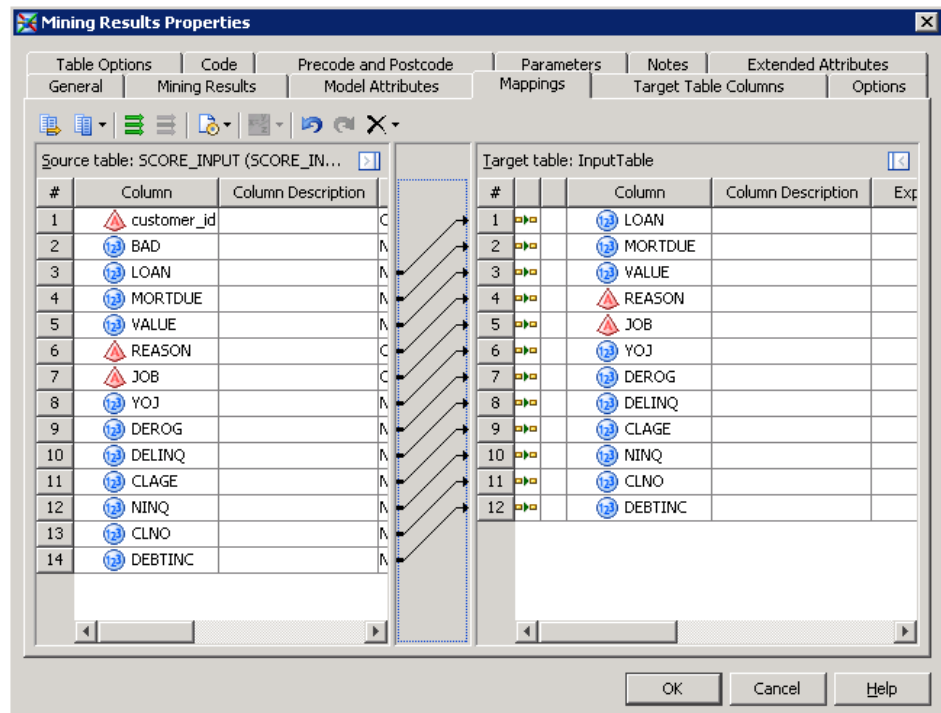 Mining Results Properties
Table Options Code Precode and Postcode Parameters Notes Extended Attributes
General Mining Results Model Attributes Mappings Target Table Columns Options
Source table: SCORE_INPUT (SCORE_IN...
Target table: InputTable
# Column Column Description
# Column Column Description Exp
1 customer_id C
1 LOAN
2 BAD N
2 MORTDUE
3 LOAN N
3 VALUE
4 MORTDUE N
4 REASON
5 VALUE N
5 JOB
6 REASON C
6 YOJ
7 JOB C
7 DEROG
8 YOJ N
8 DELINQ
9 DEROG N
9 CLAGE
10 DELINQ N
10 NINQ
11 CLAGE N
11 CLNO
12 NINQ N
12 DEBTINC
13 CLNO N
14 DEBTINC N
OK Cancel Help